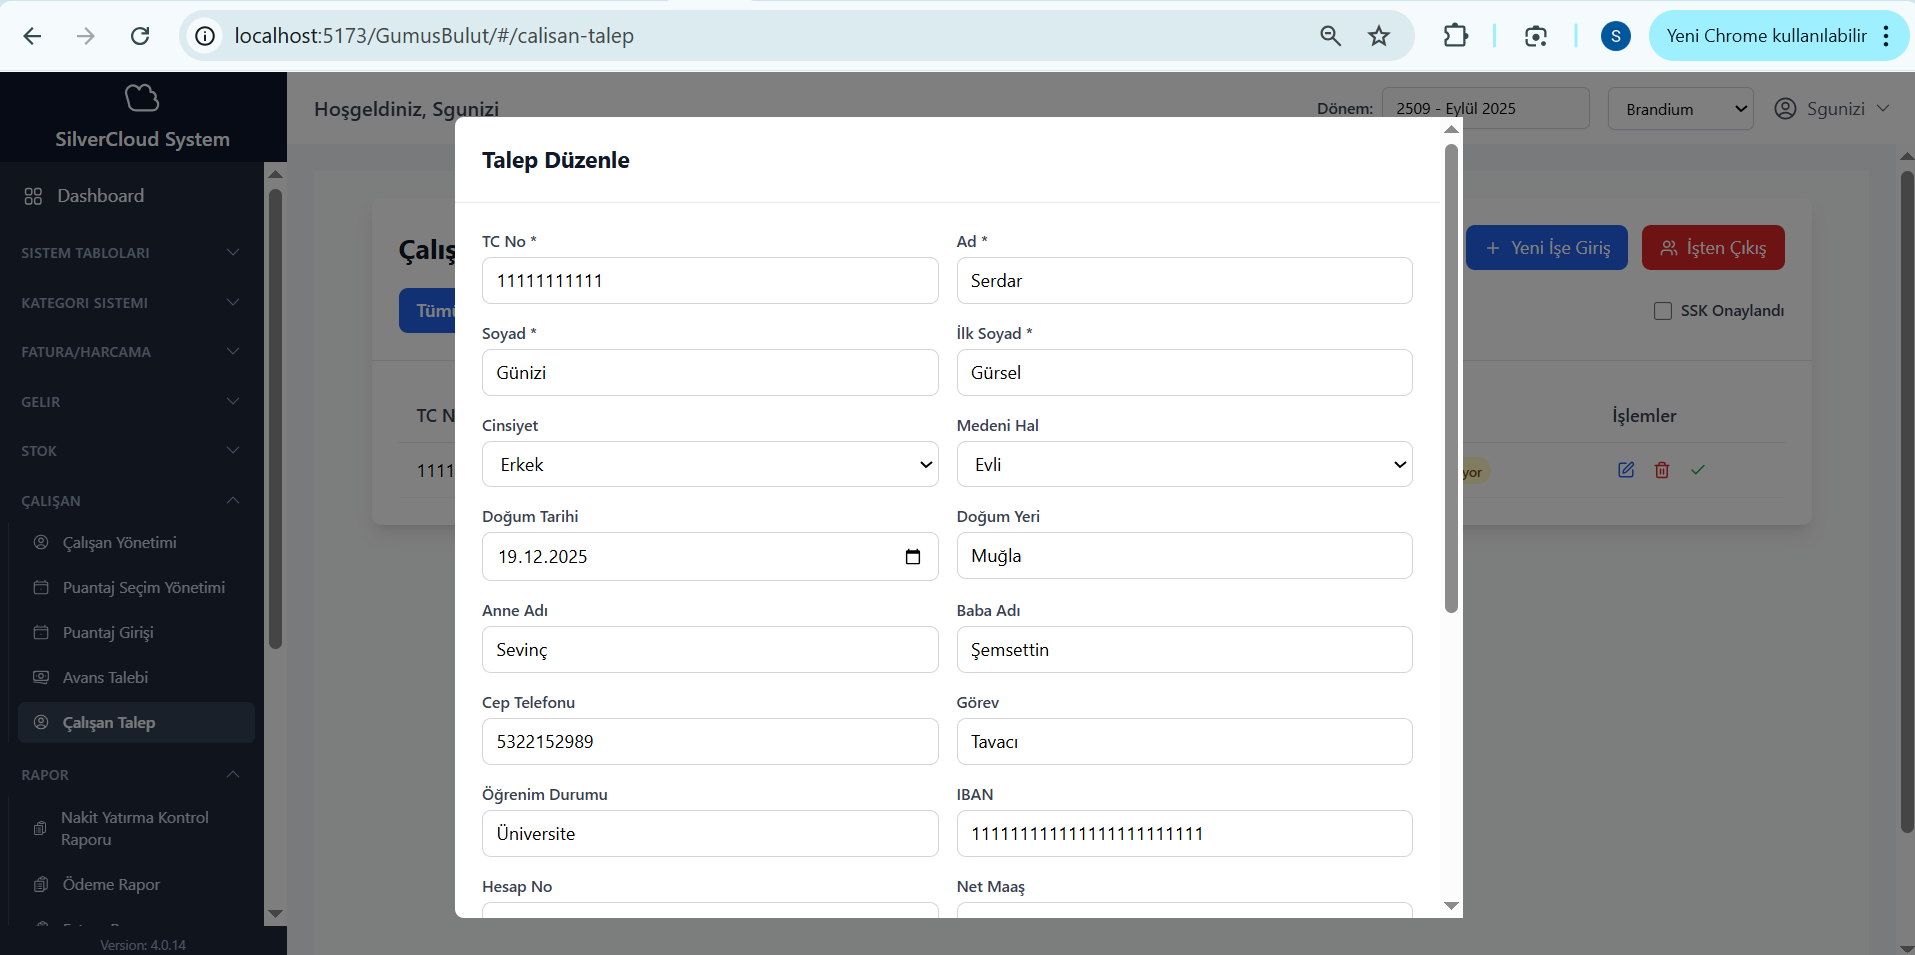 localhost:5173/GumusBulut/#/calisan-talep
S
Yeni Chrome kullanılabilir
SilverCloud System
Hoşgeldiniz, Sgunizi
Dönem:
2509 - Eylül 2025
Brandium
Sgunizi
Dashboard
SISTEM TABLOLARI
KATEGORI SISTEMI
FATURA/HARCAMA
GELIR
STOK
ÇALIŞAN
Çalışan Yönetimi
Puantaj Seçim Yönetimi
Puantaj Girişi
Avans Talebi
Çalışan Talep
RAPOR
Nakit Yatırma Kontrol
Raporu
Ödeme Rapor
Version: 4.0.14
Çalış
Yeni İşe Giriş
İşten Çıkış
Tümü
SSK Onaylandı
TC N
İşlemler
1111
yor
Talep Düzenle
TC No *
Ad *
11111111111
Serdar
Soyad *
İlk Soyad *
Günizi
Gürsel
Cinsiyet
Medeni Hal
Erkek
Evli
Doğum Tarihi
Doğum Yeri
19.12.2025
Muğla
Anne Adı
Baba Adı
Sevinç
Şemsettin
Cep Telefonu
Görev
5322152989
Tavacı
Öğrenim Durumu
IBAN
Üniversite
111111111111111111111111
Hesap No
Net Maaş